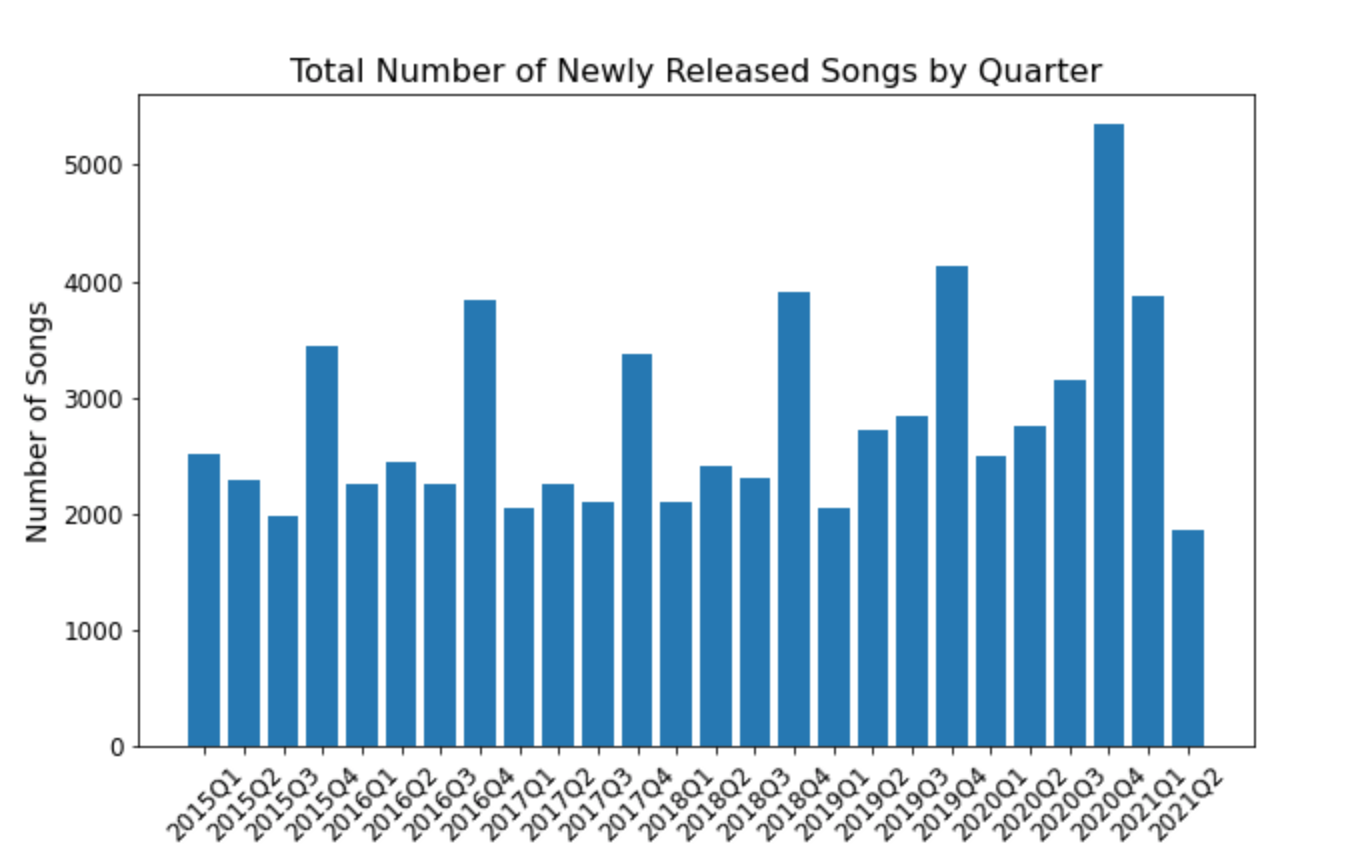 Total Number of Newly Released Songs by Quarter
Number of Songs
5000
4000
3000
2000
1000
0
2015Q1
2015Q2
2015Q3
2015Q4
2016Q1
2016Q2
2016Q3
2016Q4
2017Q1
2017Q2
2017Q3
2017Q4
2018Q1
2018Q2
2018Q3
2018Q4
2019Q1
2019Q2
2019Q3
2019Q4
2020Q1
2020Q2
2020Q3
2020Q4
2021Q1
2021Q2